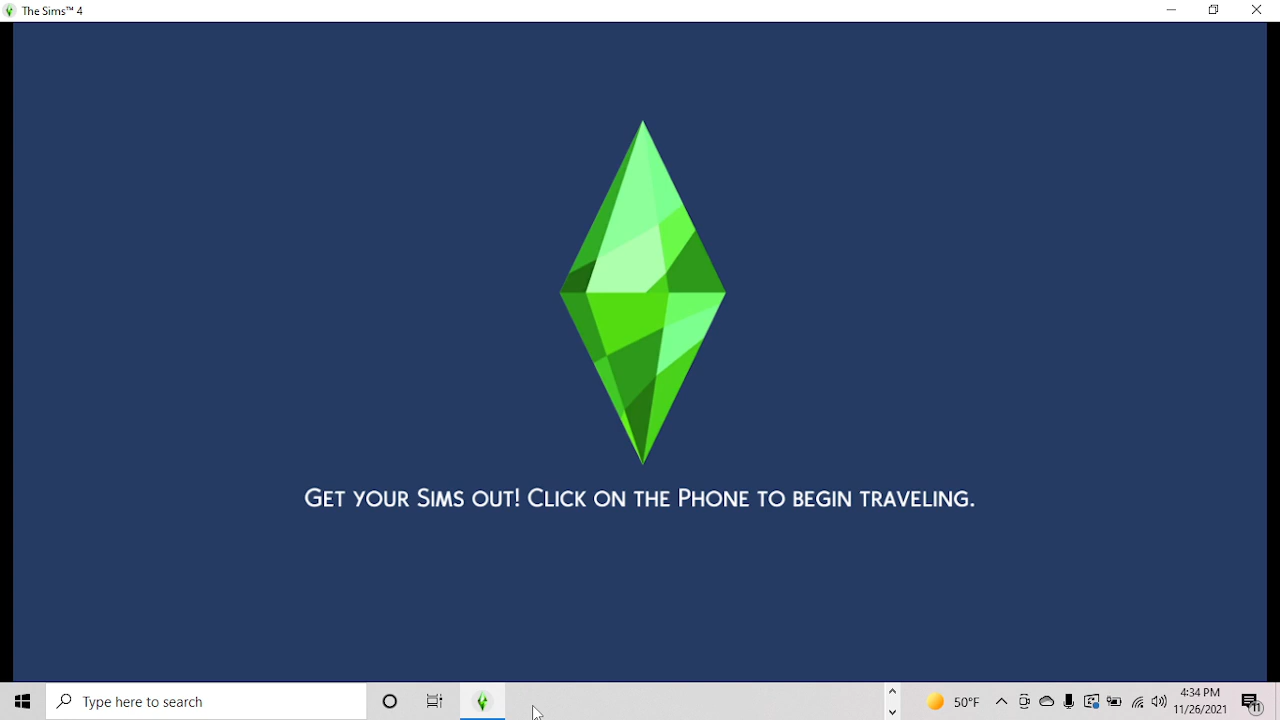 The Sims™ 4
Get your Sims out! Click on the Phone to begin traveling.
Type here to search
50°F
4:34 PM
11/26/2021
11